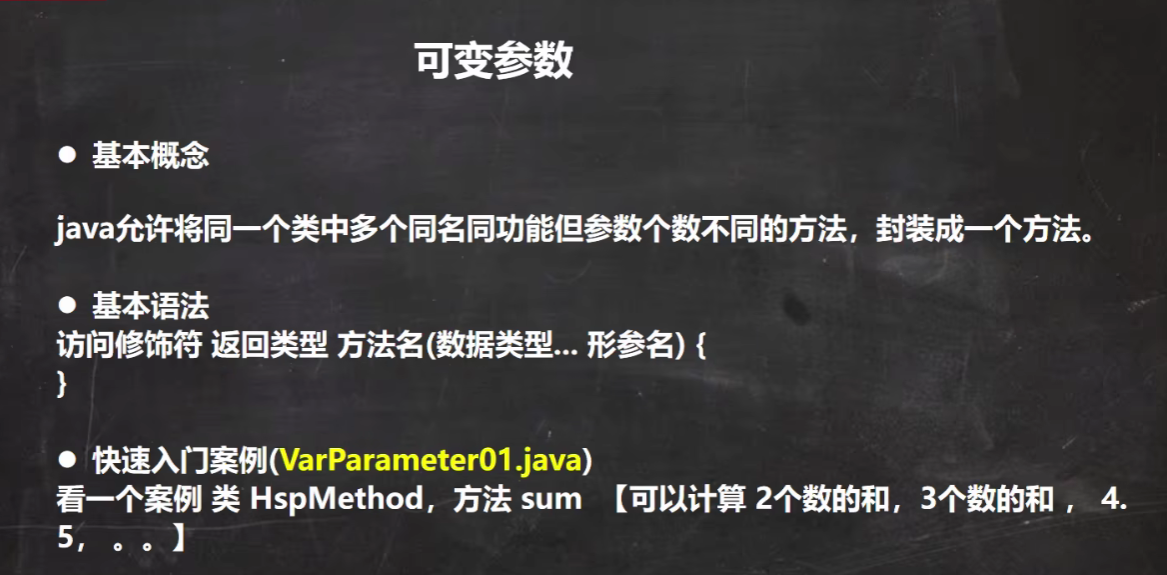 可变参数
● 基本概念
java允许将同一个类中多个同名同功能但参数个数不同的方法，封装成一个方法。
● 基本语法
访问修饰符 返回类型 方法名(数据类型... 形参名) {
}
● 快速入门案例(VarParameter01.java)
看一个案例 类 HspMethod，方法 sum 【可以计算 2个数的和，3个数的和 ， 4.
5， 。。】